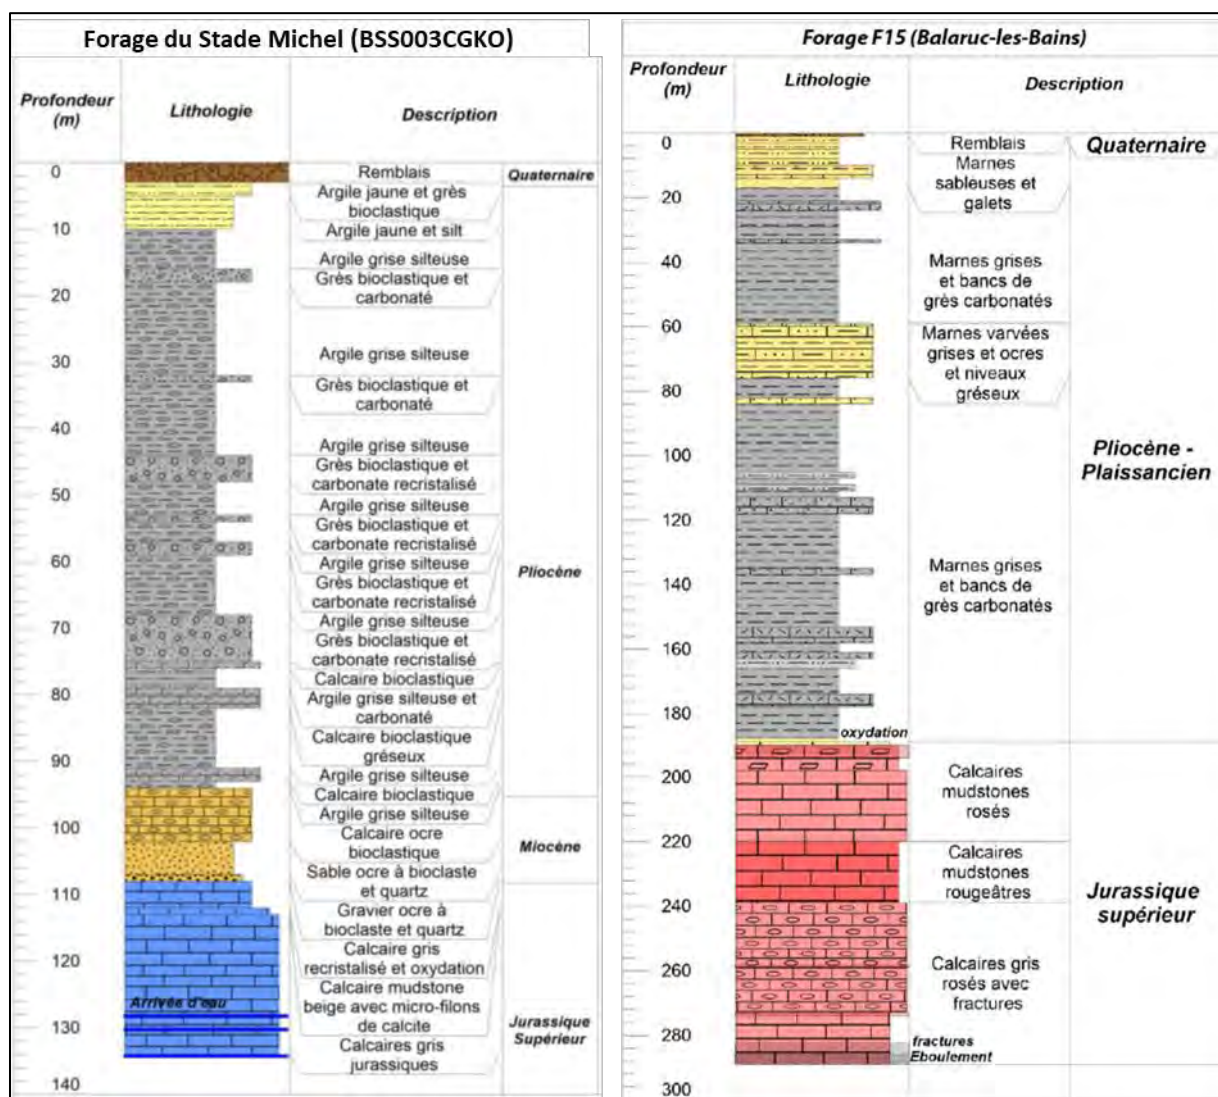 Forage du Stade Michel (BSS003CGKO)
Profondeur
(m)
Lithologie
Description
0
10
20
30
40
50
60
70
80
90
100
110
120
130
140
Arrivée d'eau
Remblais
Argile jaune et grès
bioclastique
Argile jaune et silt
Argile grise silteuse
Grès bioclastique et
carbonaté
Argile grise silteuse
Grès bioclastique et
carbonaté
Argile grise silteuse
Grès bioclastique et
carbonate recristalisé
Argile grise silteuse
Grès bioclastique et
carbonate recristalisé
Argile grise silteuse
Grès bioclastique et
carbonate recristalisé
Argile grise silteuse
Grès bioclastique et
carbonate recristalisé
Calcaire bioclastique
Argile grise silteuse et
carbonaté
Calcaire bioclastique
gréseux
Argile grise silteuse
Calcaire bioclastique
Argile grise silteuse
Calcaire ocre
bioclastique
Sable ocre à bioclaste
et quartz
Gravier ocre à
bioclaste et quartz
Calcaire gris
recristalisé et oxydation
Calcaire mudstone
beige avec micro-filons
de calcite
Calcaires gris
jurassiques
Quaternaire
Pliocène
Miocène
Jurassique
Supérieur
Forage F15 (Balaruc-les-Bains)
Profondeur
(m)
Lithologie
Description
0
20
40
60
80
100
120
140
160
180
200
220
240
260
280
300
oxydation
fractures
Eboulement
Remblais
Marnes
sableuses et
galets
Marnes grises
et bancs de
grès carbonatés
Marnes varvées
grises et ocres
et niveaux
gréseux
Marnes grises
et bancs de
grès carbonatés
Calcaires
mudstones
rosés
Calcaires
mudstones
rougeâtres
Calcaires gris
rosés avec
fractures
Quaternaire
Pliocène -
Plaissancien
Jurassique
supérieur